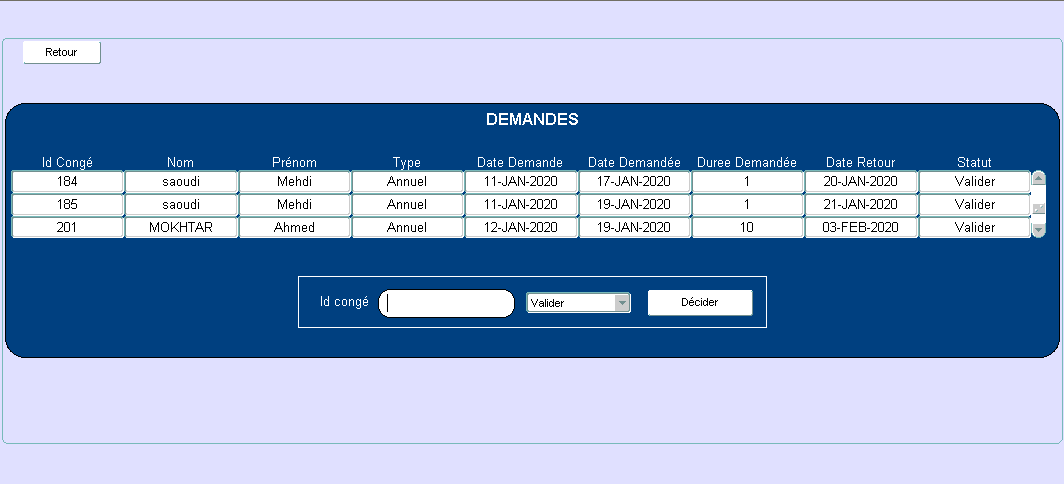 Retour
DEMANDES
Id Congé Nom Prénom Type Date Demande Date Demandée Duree Demandée Date Retour Statut
184 saoudi Mehdi Annuel 11-JAN-2020 17-JAN-2020 1 20-JAN-2020 Valider
185 saoudi Mehdi Annuel 11-JAN-2020 19-JAN-2020 1 21-JAN-2020 Valider
201 MOKHTAR Ahmed Annuel 12-JAN-2020 19-JAN-2020 10 03-FEB-2020 Valider
Id congé Valider Décider